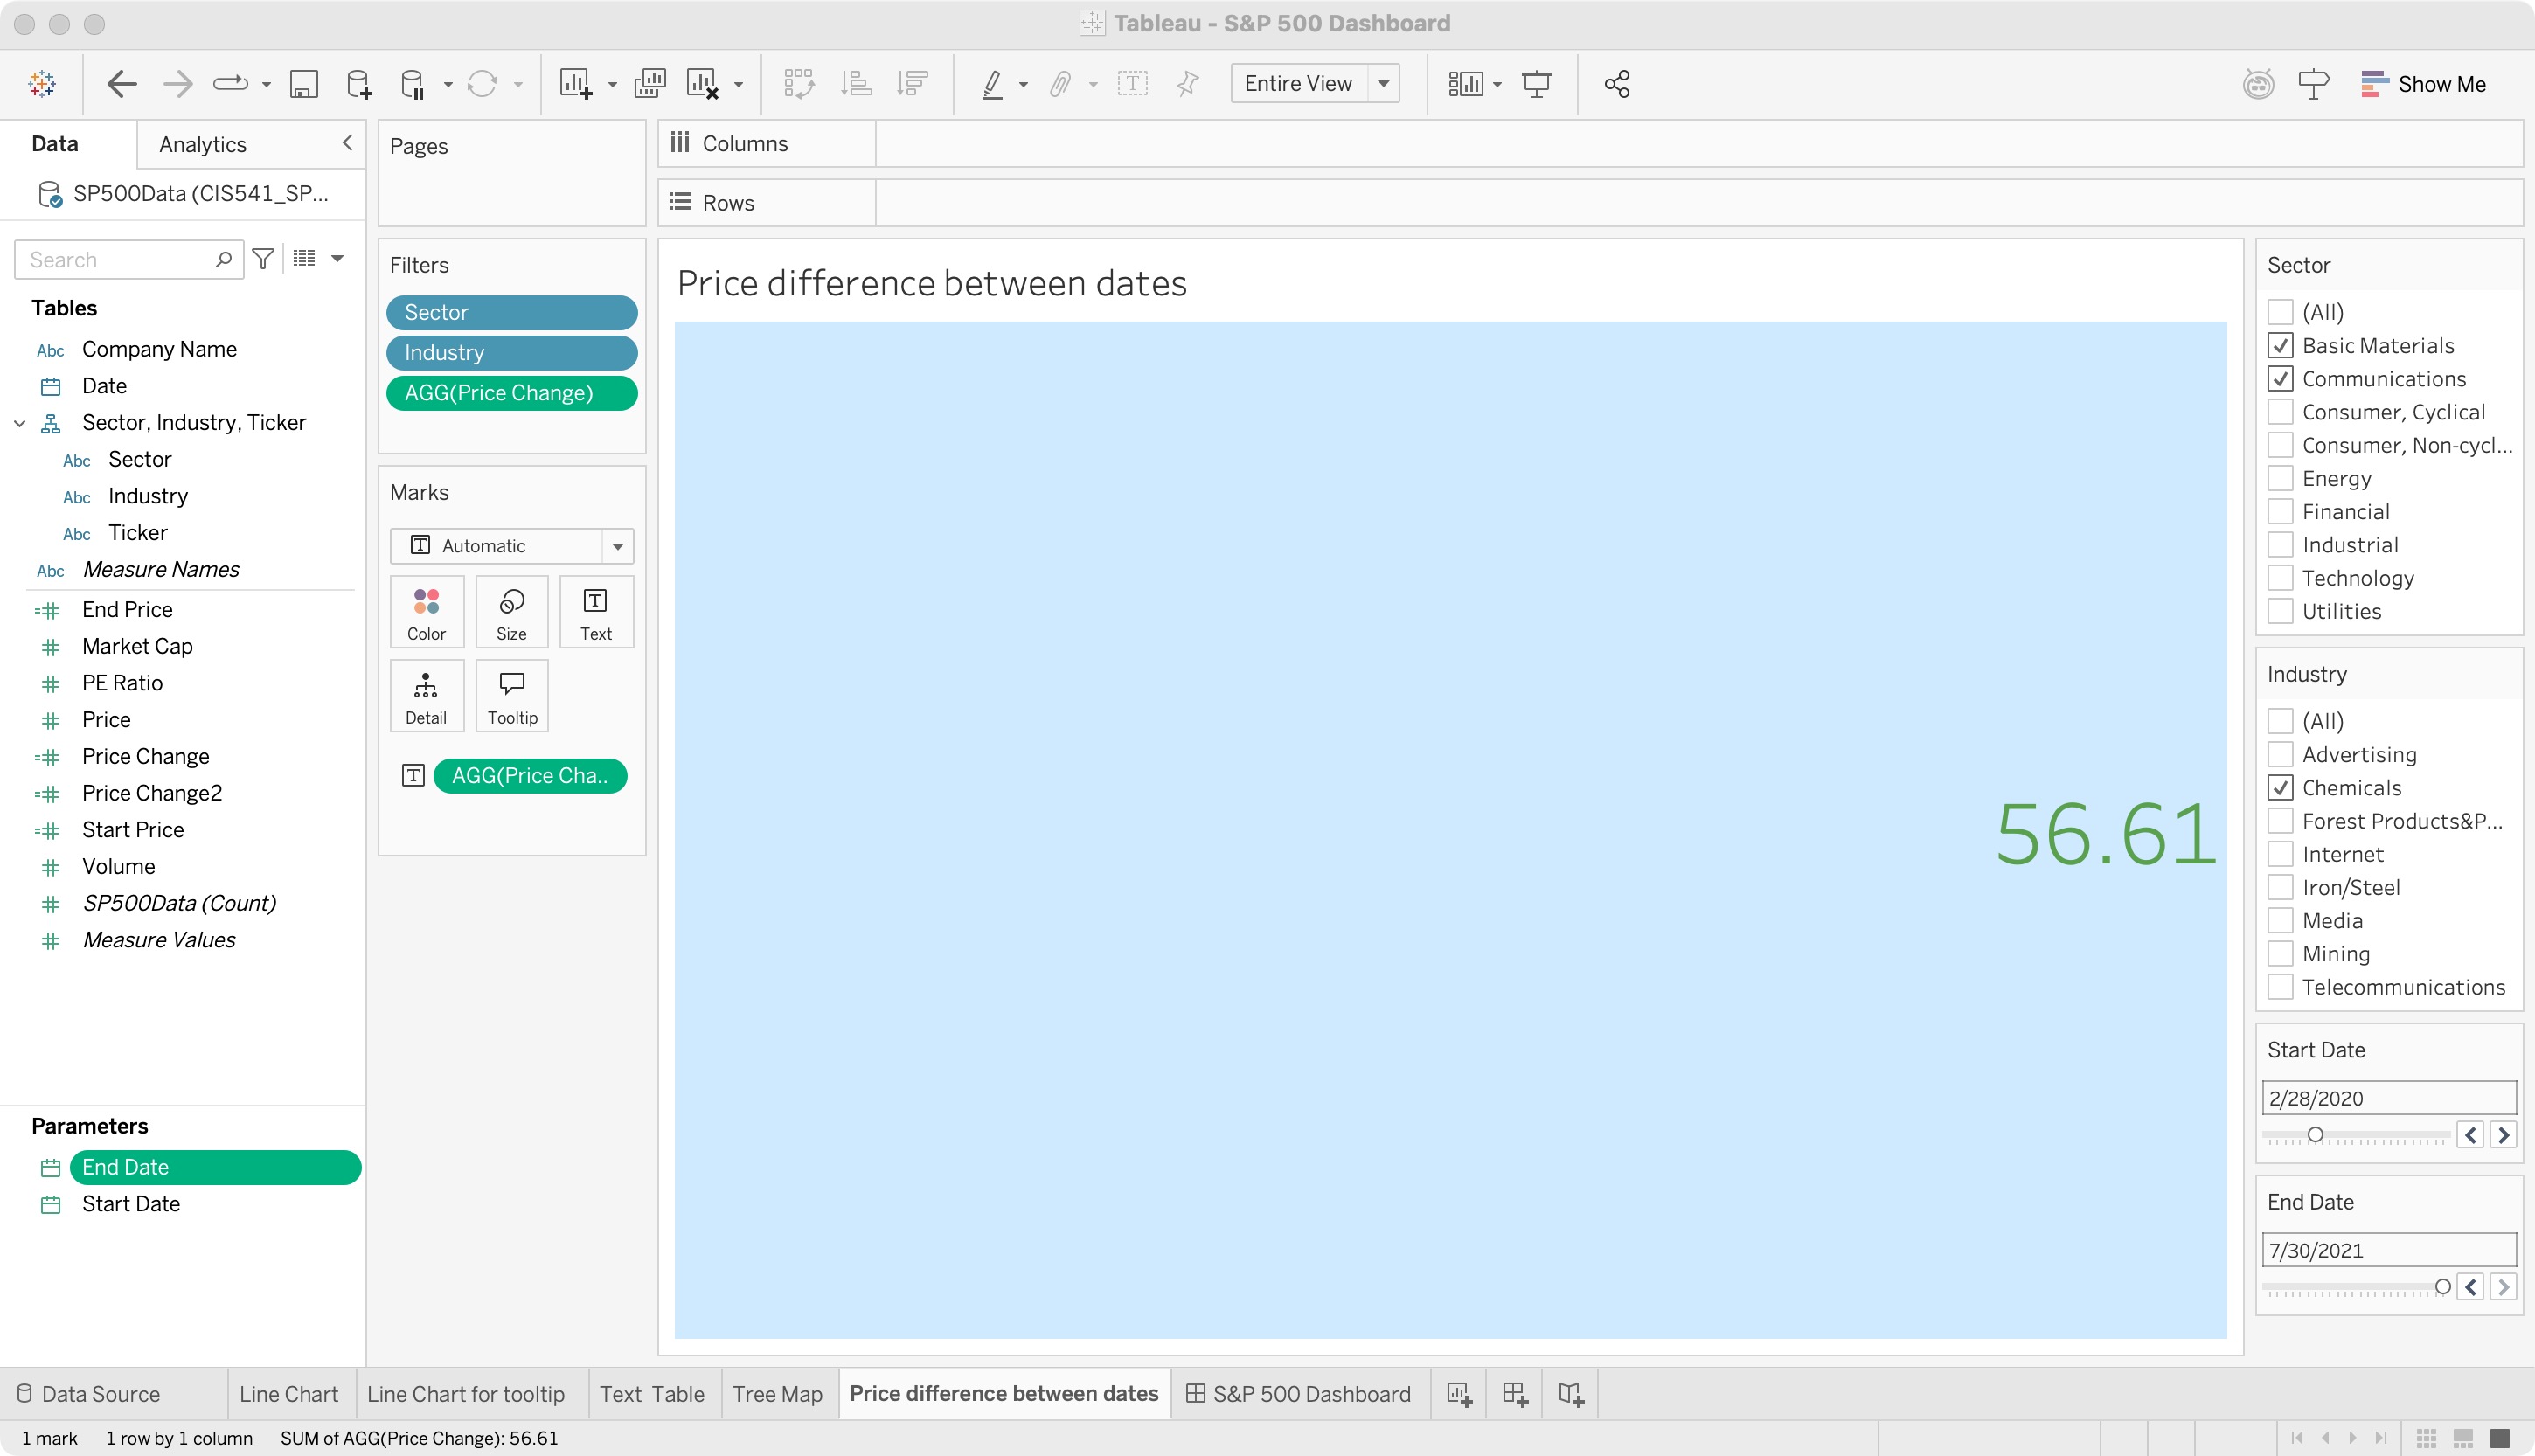 Tableau - S&P 500 Dashboard
Entire View
Show Me
Data
Analytics
SP500Data (CIS541_SP...
Search
Tables
Abc Company Name
Date
Sector, Industry, Ticker
Abc Sector
Abc Industry
Abc Ticker
Abc Measure Names
End Price
Market Cap
PE Ratio
Price
Price Change
Price Change2
Start Price
Volume
SP500Data (Count)
Measure Values
Parameters
End Date
Start Date
Pages
Filters
Sector
Industry
AGG(Price Change)
Marks
Automatic
Color
Size
Text
Detail
Tooltip
AGG(Price Cha..
Columns
Rows
Price difference between dates
56.61
Sector
(All)
Basic Materials
Communications
Consumer, Cyclical
Consumer, Non-cycl...
Energy
Financial
Industrial
Technology
Utilities
Industry
(All)
Advertising
Chemicals
Forest Products&P...
Internet
Iron/Steel
Media
Mining
Telecommunications
Start Date
2/28/2020
End Date
7/30/2021
Data Source
Line Chart
Line Chart for tooltip
Text Table
Tree Map
Price difference between dates
S&P 500 Dashboard
1 mark
1 row by 1 column
SUM of AGG(Price Change): 56.61